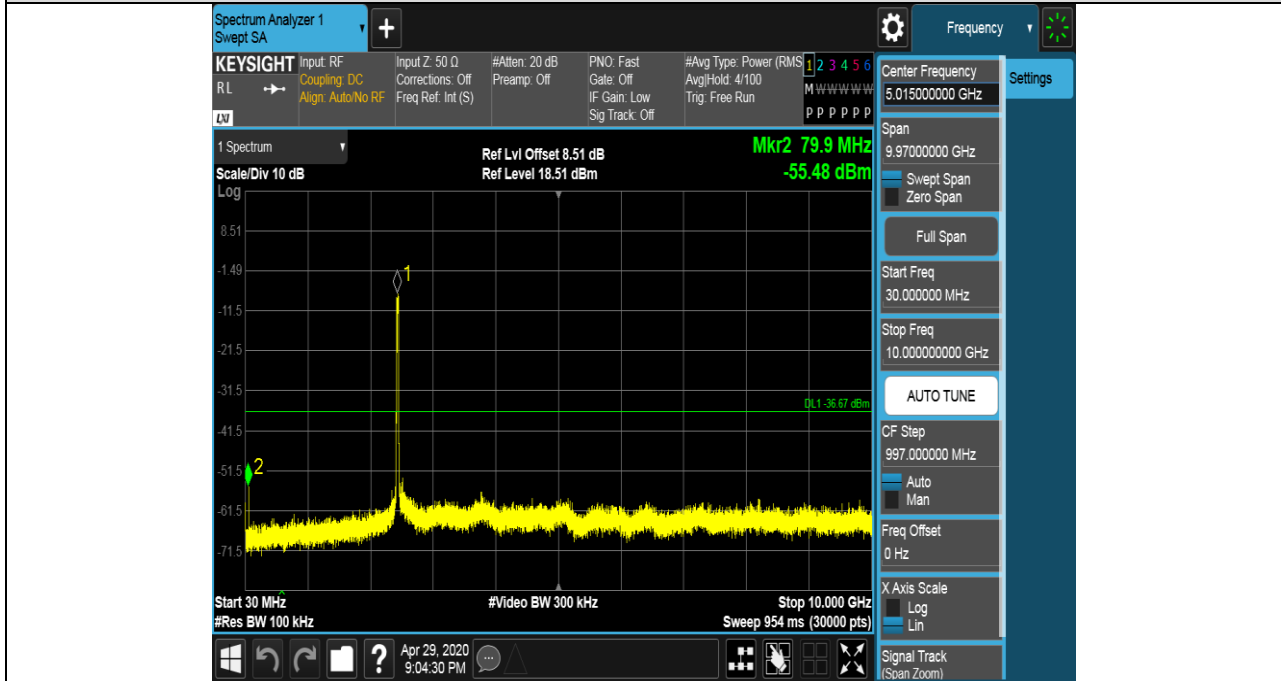 Spectrum Analyzer 1
Swept SA
+
Frequency
KEYSIGHT
RL
LXI
Input: RF
Coupling: DC
Align: Auto/No RF
Input Z: 50 Ω
Corrections: Off
Freq Ref: Int (S)
#Atten: 20 dB
Preamp: Off
PNO: Fast
Gate: Off
IF Gain: Low
Sig Track: Off
#Avg Type: Power (RMS
Avg|Hold: 4/100
Trig: Free Run
1 2 3 4 5 6
M W W W W W
P P P P P P
1 Spectrum
Scale/Div 10 dB
Ref Lvl Offset 8.51 dB
Ref Level 18.51 dBm
Mkr2 79.9 MHz
-55.48 dBm
Log
8.51
-1.49
-11.5
-21.5
-31.5
-41.5
-51.5
-61.5
-71.5
1
2
DL1 -36.67 dBm
Start 30 MHz
#Res BW 100 kHz
#Video BW 300 kHz
Stop 10.000 GHz
Sweep 954 ms (30000 pts)
Center Frequency
5.015000000 GHz
Settings
Span
9.97000000 GHz
Swept Span
Zero Span
Full Span
Start Freq
30.000000 MHz
Stop Freq
10.000000000 GHz
AUTO TUNE
CF Step
997.000000 MHz
Auto
Man
Freq Offset
0 Hz
X Axis Scale
Log
Lin
Signal Track
(Span Zoom)
?
Apr 29, 2020
9:04:30 PM